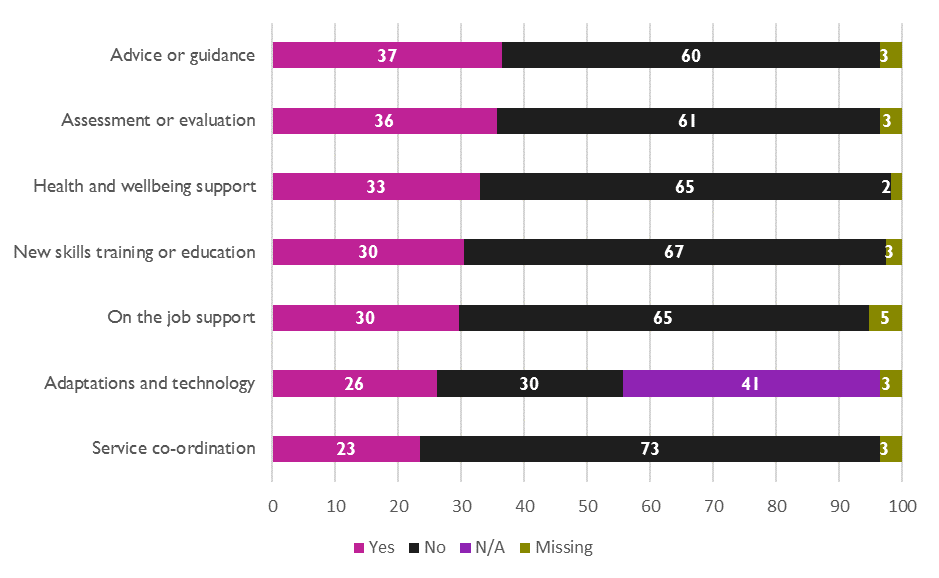 Advice or guidance 37 60 3
Assessment or evaluation 36 61 3
Health and wellbeing support 33 65 2
New skills training or education 30 67 3
On the job support 30 65 5
Adaptations and technology 26 30 41 3
Service co-ordination 23 73 3
0 10 20 30 40 50 60 70 80 90 100
Yes No N/A Missing